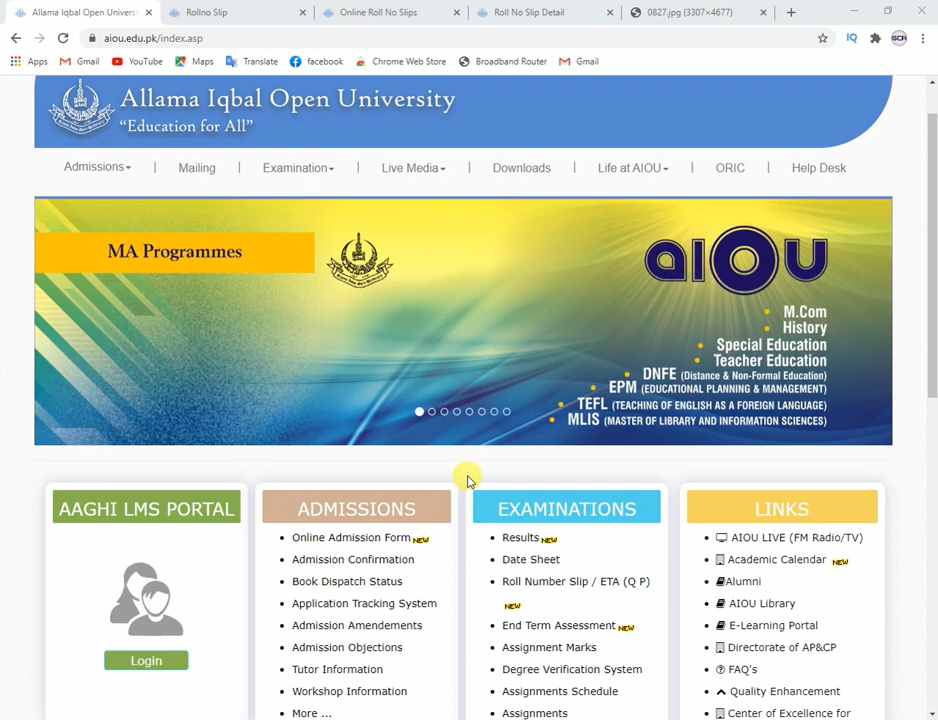 Allama Iqbal Open Universi
Rollno Slip
Online Roll No Slips
Roll No Slip Detail
0827.jpg (3307×4677)
aiou.edu.pk/index.asp
IQ
SCR
Apps
Gmail
YouTube
Maps
Translate
facebook
Chrome Web Store
Broadband Router
Gmail
Allama Iqbal Open University
“Education for All”
Admissions
Mailing
Examination
Live Media
Downloads
Life at AIOU
ORIC
Help Desk
MA Programmes
aiou
M.Com
History
Special Education
Teacher Education
DNFE (Distance & Non-Formal Education)
EPM (EDUCATIONAL PLANNING & MANAGEMENT)
TEFL (TEACHING OF ENGLISH AS A FOREIGN LANGUAGE)
MLIS (MASTER OF LIBRARY AND INFORMATION SCIENCES)
AAGHI LMS PORTAL
Login
ADMISSIONS
Online Admission Form NEW
Admission Confirmation
Book Dispatch Status
Application Tracking System
Admission Amendements
Admission Objections
Tutor Information
Workshop Information
More ...
EXAMINATIONS
Results NEW
Date Sheet
Roll Number Slip / ETA (Q P)
NEW
End Term Assessment NEW
Assignment Marks
Degree Verification System
Assignments Schedule
Assignments
LINKS
AIOU LIVE (FM Radio/TV)
Academic Calendar NEW
Alumni
AIOU Library
E-Learning Portal
Directorate of AP&CP
FAQ's
Quality Enhancement
Center of Excellence for